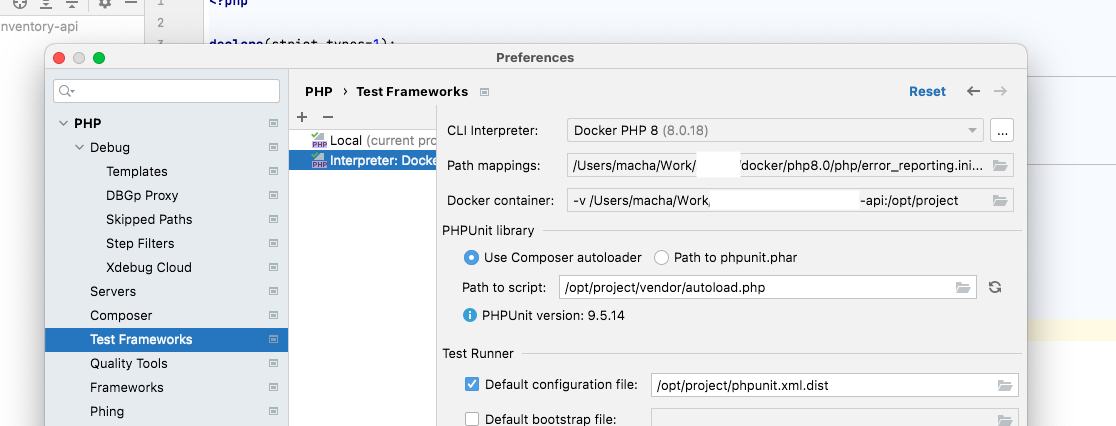 1 <?php
nventory-api
2
3 declare(strict_types=1);
Preferences
PHP › Test Frameworks
Reset
PHP
Debug
Templates
DBGp Proxy
Skipped Paths
Step Filters
Xdebug Cloud
Servers
Composer
Test Frameworks
Quality Tools
Frameworks
Phing
+ −
PHP Local (current pro
PHP Interpreter: Docke
CLI Interpreter: Docker PHP 8 (8.0.18) ...
Path mappings: /Users/macha/Work/ /docker/php8.0/php/error_reporting.ini...
Docker container: -v /Users/macha/Work, -api:/opt/project
PHPUnit library
Use Composer autoloader Path to phpunit.phar
Path to script: /opt/project/vendor/autoload.php
PHPUnit version: 9.5.14
Test Runner
Default configuration file: /opt/project/phpunit.xml.dist
Default bootstrap file: